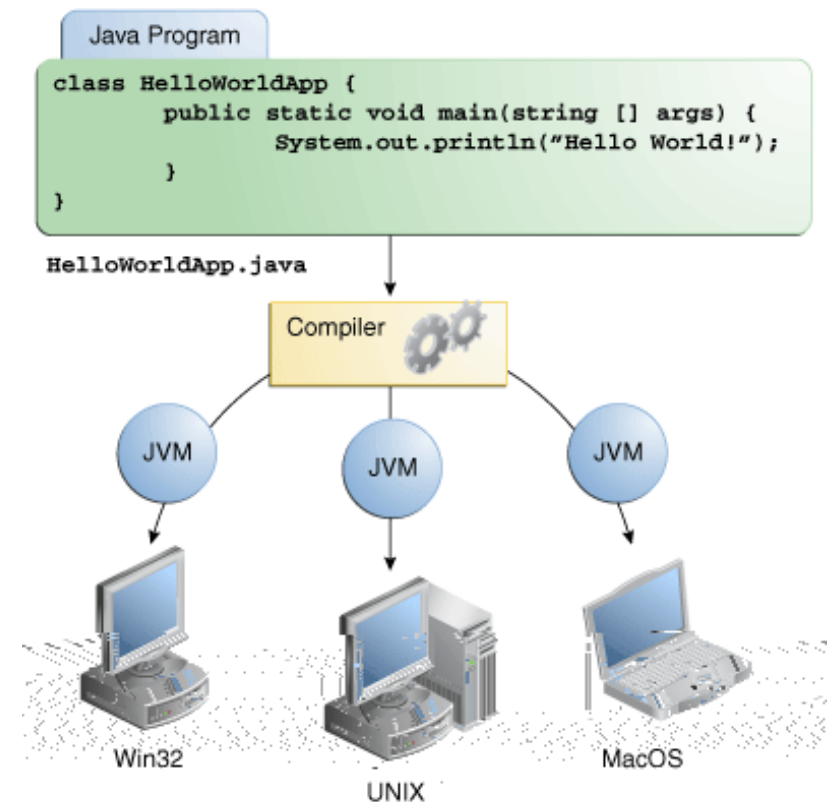 Java Program
class HelloWorldApp {
public static void main(string [] args) {
System.out.println("Hello World!");
}
}
HelloWorldApp.java
Compiler
JVM
JVM
JVM
Win32
UNIX
MacOS